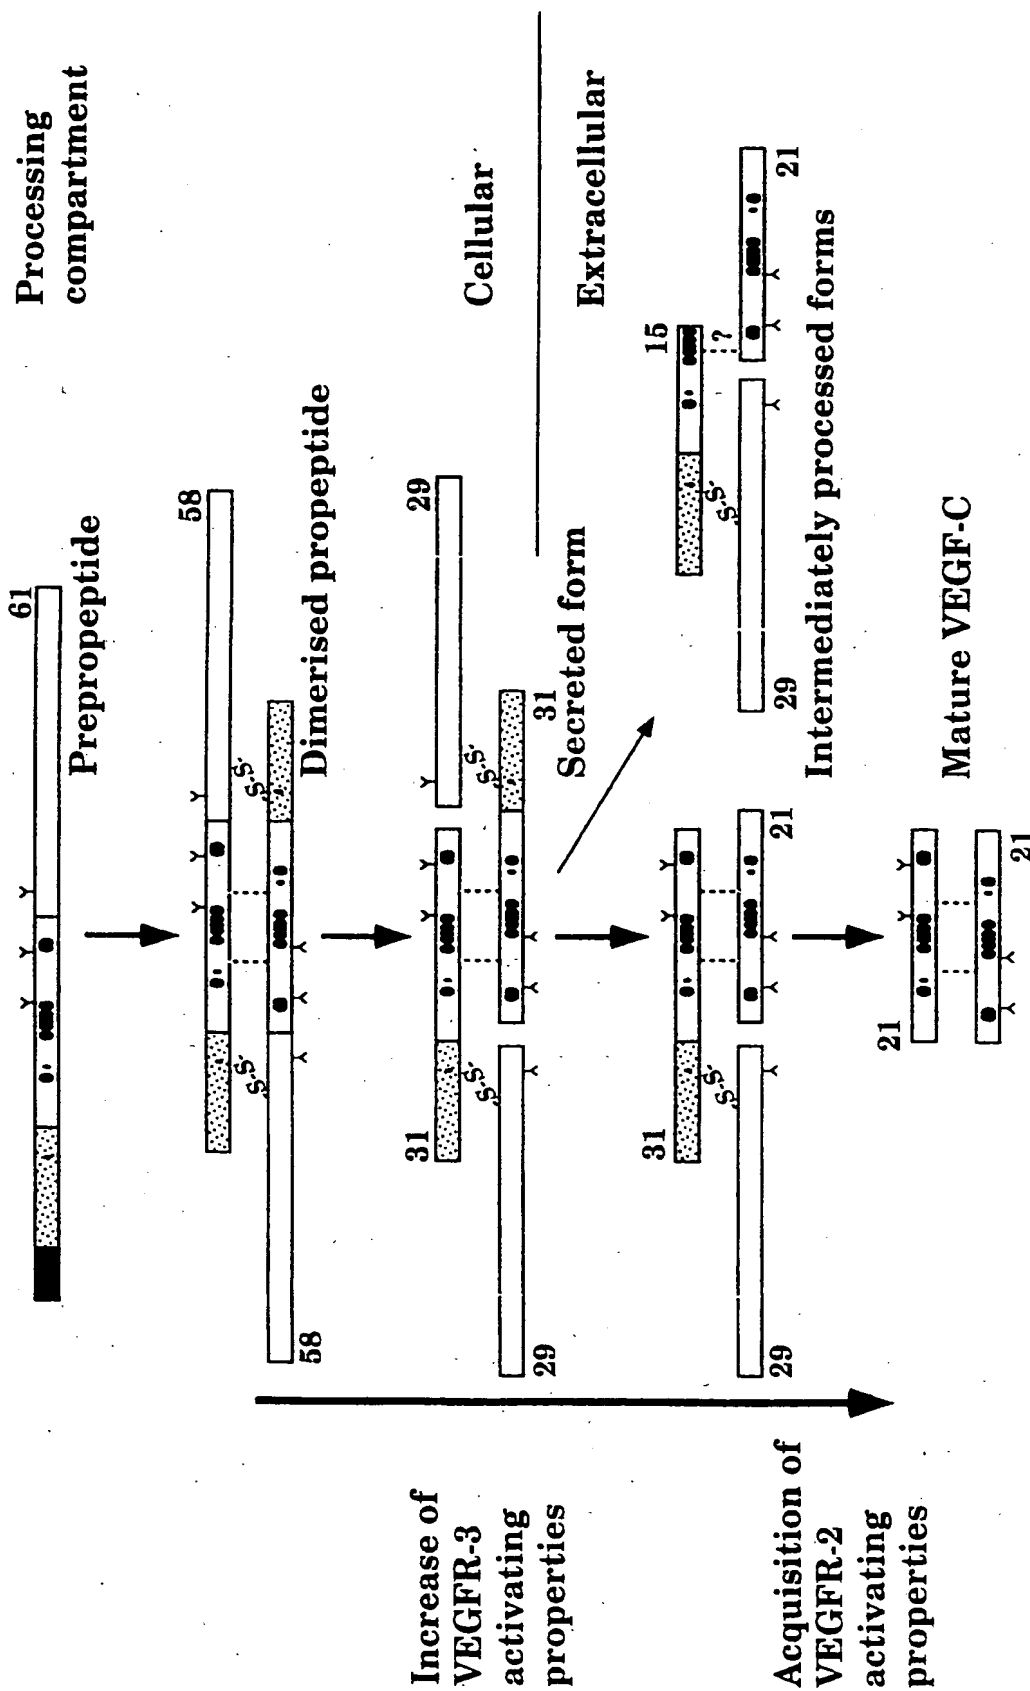 Processing
compartment
61
Prepropeptide
58
58
Dimerised propeptide
Cellular
29
31
S-S
S-S
29
31
Secreted form
Extracellular
15
?
21
29
S-S
Intermediately processed forms
31
S-S
29
21
21
21
Mature VEGF-C
Increase of
VEGFR-3
activating
properties
Acquisition of
VEGFR-2
activating
properties
S-S
S-S